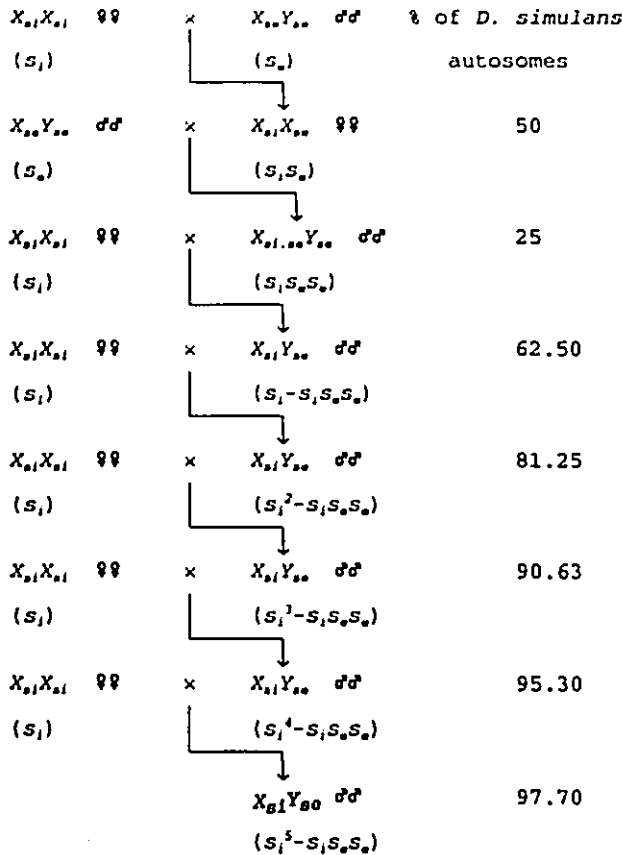 XsiXsi ♀♀ × XseYse ♂♂ % of D. simulans
(si) (se) autosomes
XseYse ♂♂ × XsiXse ♀♀ 50
(se) (sise)
XsiXsi ♀♀ × Xsi.seYse ♂♂ 25
(si) (sisese)
XsiXsi ♀♀ × XsiYse ♂♂ 62.50
(si) (si-sisese)
XsiXsi ♀♀ × XsiYse ♂♂ 81.25
(si) (si²-sisese)
XsiXsi ♀♀ × XsiYse ♂♂ 90.63
(si) (si³-sisese)
XsiXsi ♀♀ × XsiYse ♂♂ 95.30
(si) (si⁴-sisese)
XsiYso ♂♂ 97.70
(si⁵-sisese)